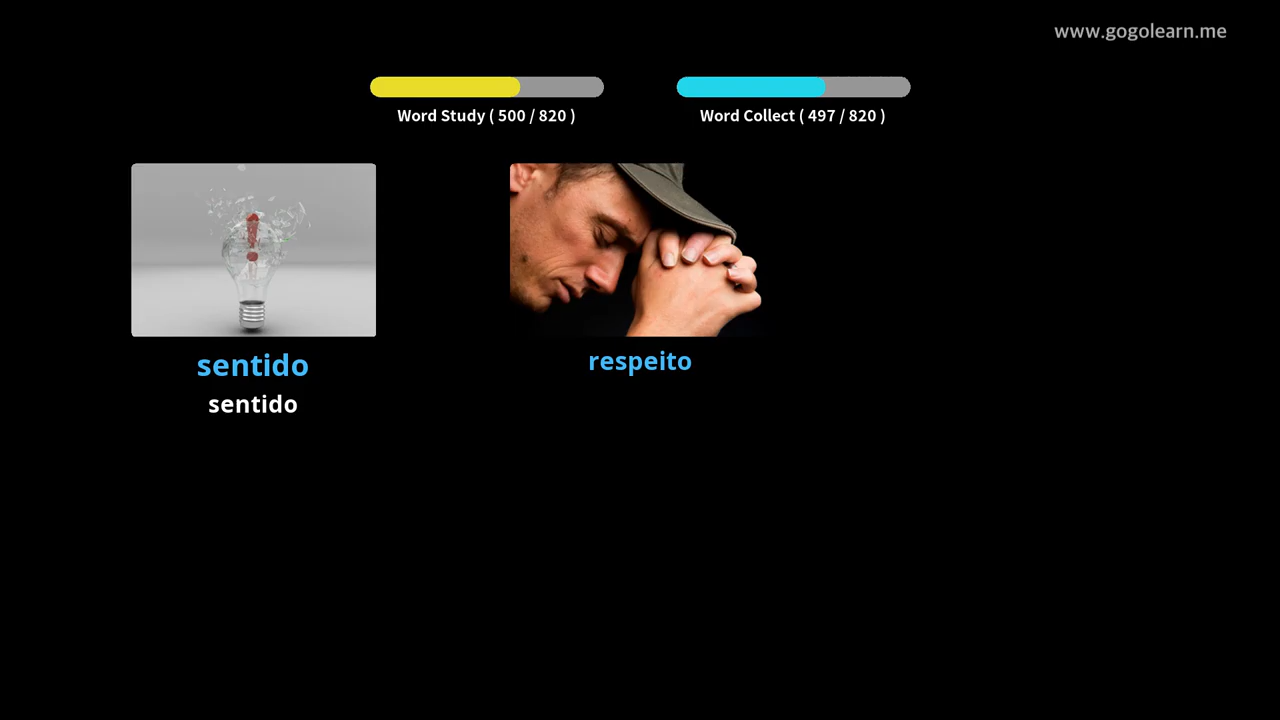 www.gogolearn.me
Word Study ( 500 / 820 )
Word Collect ( 497 / 820 )
sentido
sentido
respeito